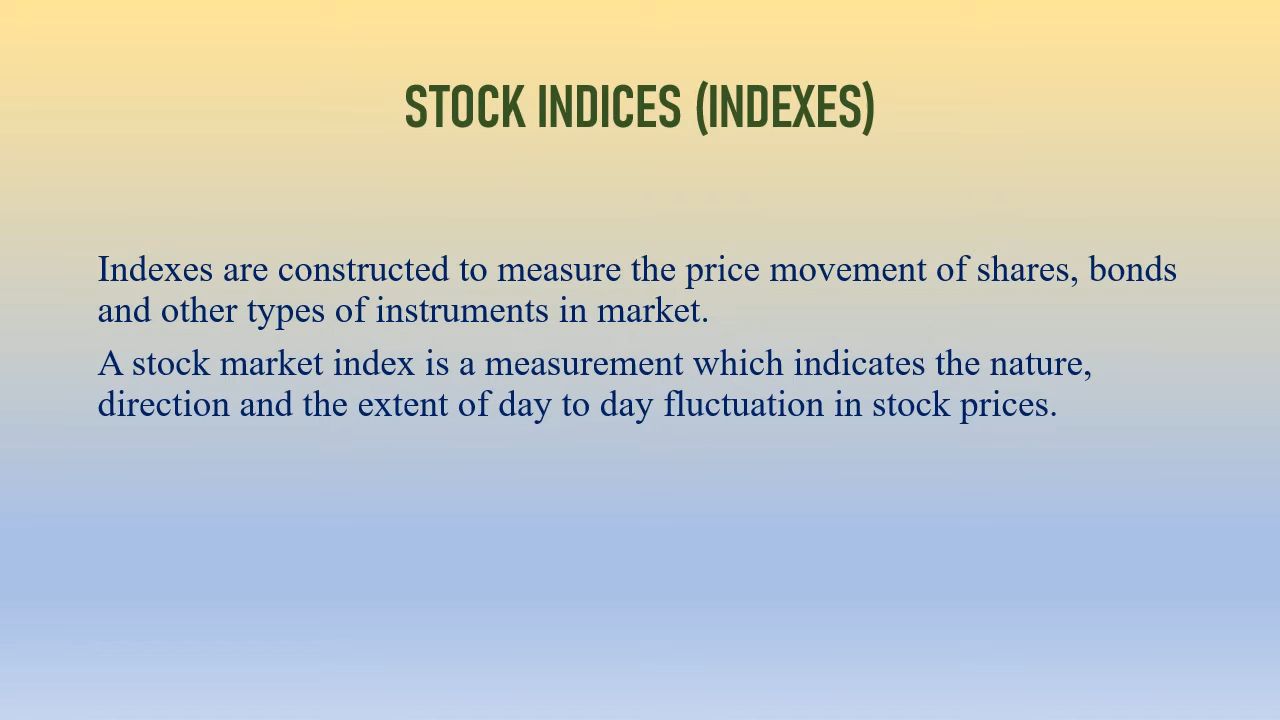 STOCK INDICES (INDEXES)
Indexes are constructed to measure the price movement of shares, bonds
and other types of instruments in market.
A stock market index is a measurement which indicates the nature,
direction and the extent of day to day fluctuation in stock prices.